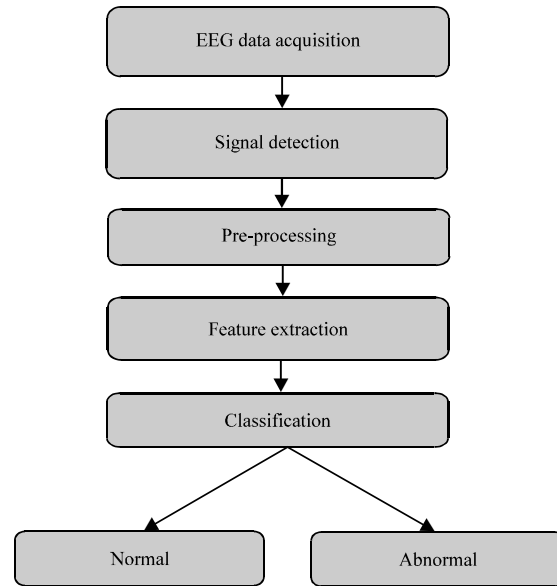 EEG data acquisition
Signal detection
Pre-processing
Feature extraction
Classification
Normal
Abnormal